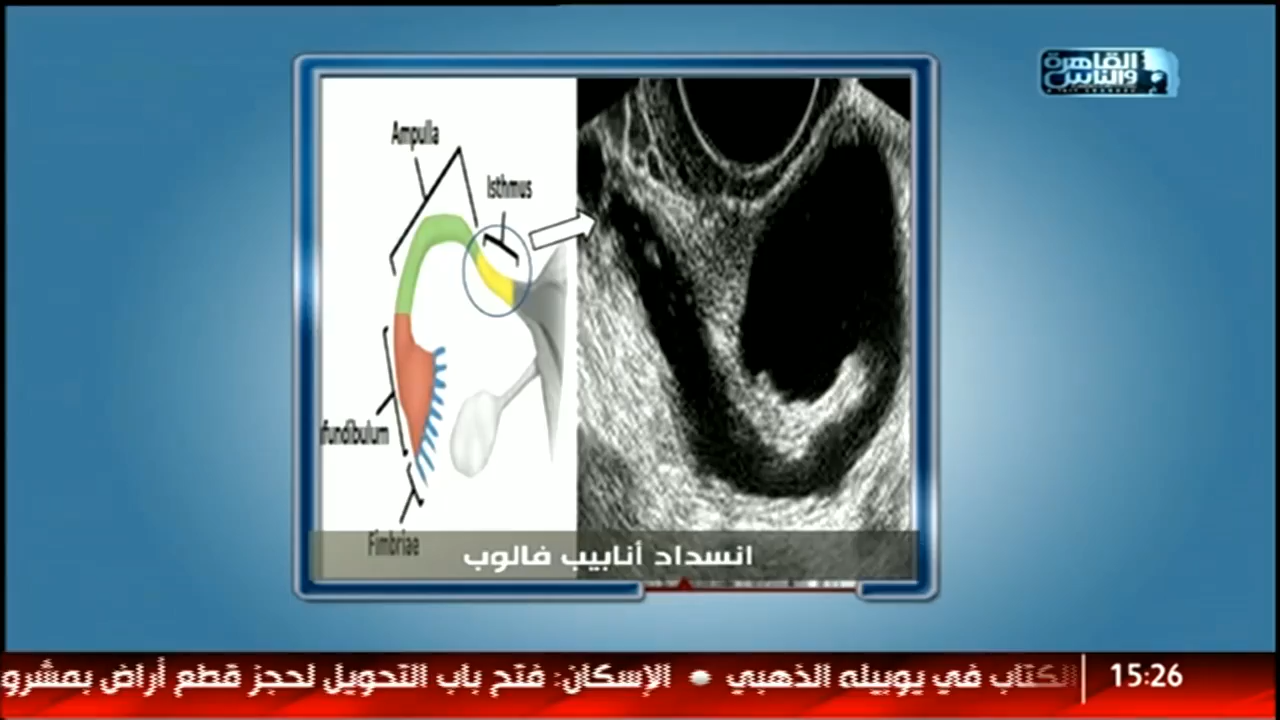 القاهرة
والناس
Ampulla
Isthmus
fundibulum
Fimbriae
انسداد أنابيب فالوب
الكتاب في يوبيله الذهبي • الإسكان: فتح باب التحويل لحجز قطع أراض بمشرو
15:26